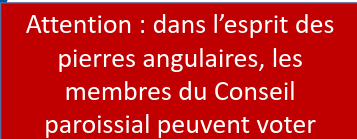 Attention : dans l’esprit des
pierres angulaires, les
membres du Conseil
paroissial peuvent voter